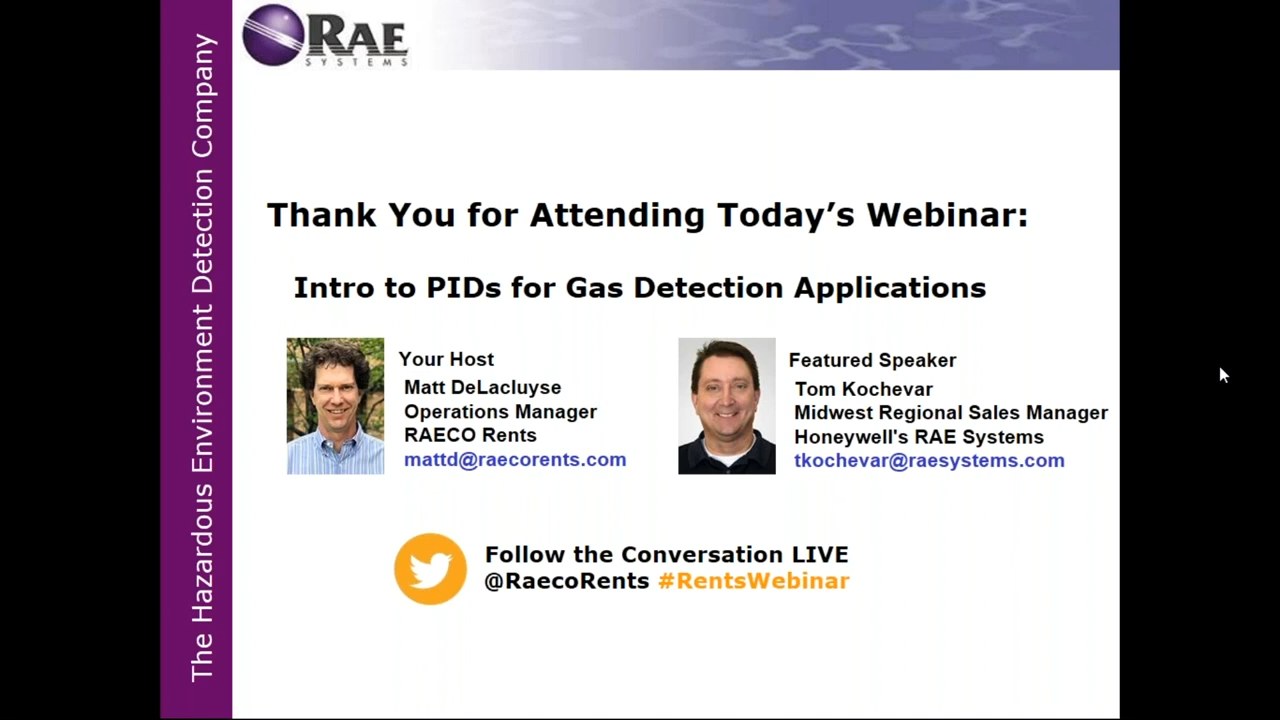 The Hazardous Environment Detection Company
RAE
SYSTEMS
Thank You for Attending Today’s Webinar:
Intro to PIDs for Gas Detection Applications
Your Host
Matt DeLacluyse
Operations Manager
RAECO Rents
mattd@raecorents.com
Featured Speaker
Tom Kochevar
Midwest Regional Sales Manager
Honeywell's RAE Systems
tkochevar@raesystems.com
Follow the Conversation LIVE
@RaecoRents #RentsWebinar